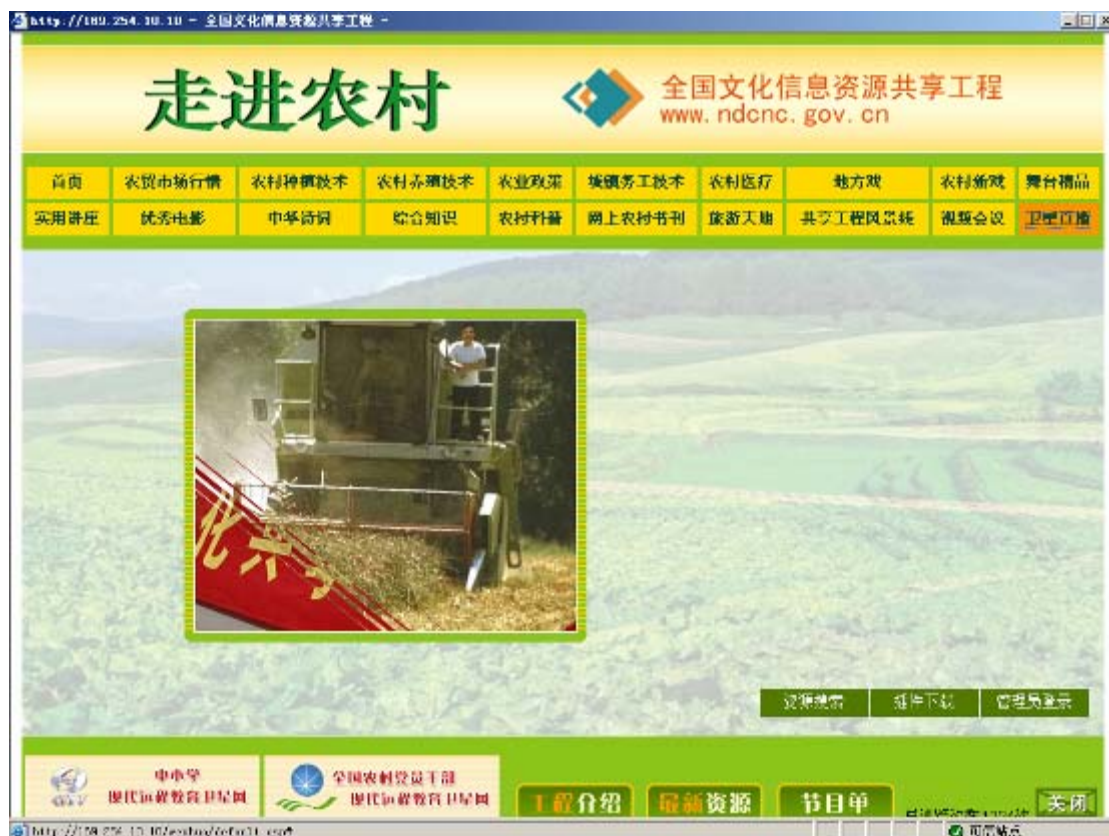 全国文化信息资源共享工程 -
走进农村
全国文化信息资源共享工程
www.ndcnc.gov.cn
首页 农贸市场行情 农村种植技术 农村养殖技术 农业政策 城镇务工技术 农村医疗 地方戏 农村新戏 舞台精品
实用讲座 优秀电影 中华诗词 综合知识 农村科普 网上农村书刊 旅游天地 共享工程风景线 视频会议 卫星直播
化兴
资源搜索 插件下载 管理员登录
中小学
现代远程教育卫星网
全国农村党员干部
现代远程教育卫星网
工程介绍 最新资源 节目单 关闭
可信站点